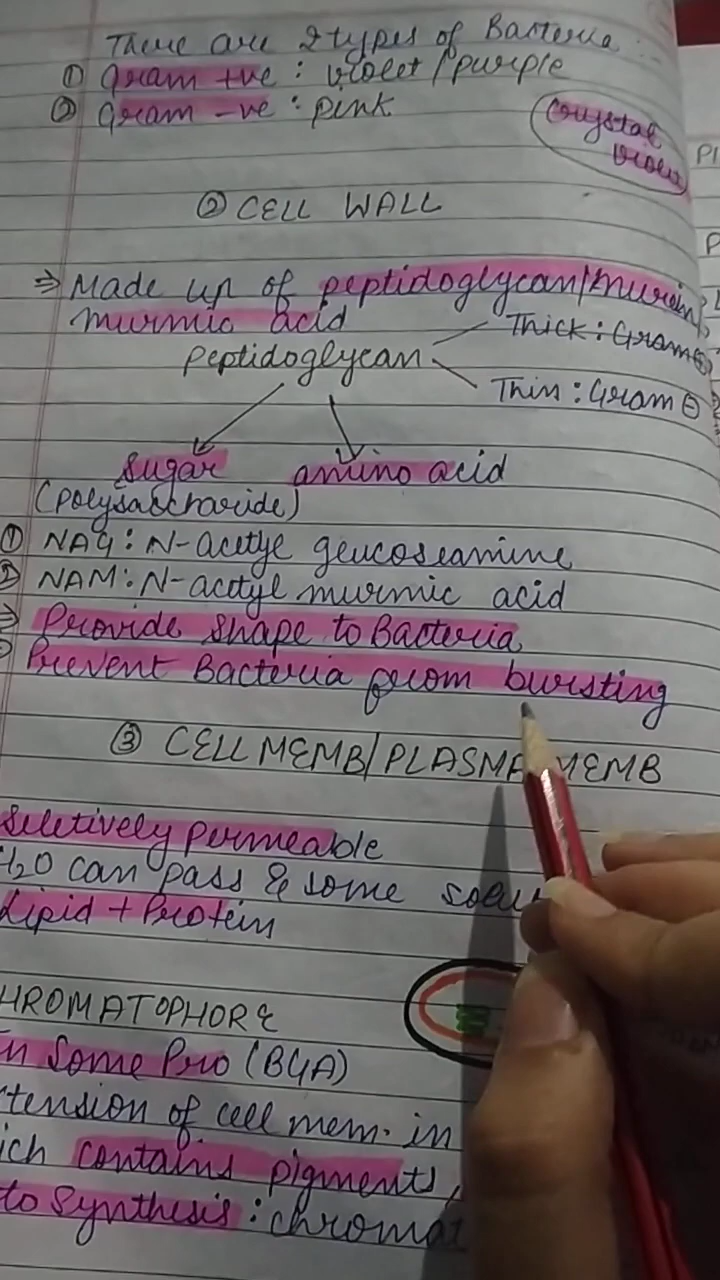 There are 2 types of Bacteria
① Gram +ve : violet/purple
② Gram -ve : pink
Crystal
violet
② CELL WALL
⇒ Made up of peptidoglycan/murein,
murmic acid
Peptidoglycan
Thick : Gram ⊕
Thin : Gram ⊖
Sugar amino acid
(polysaccharide)
① NAG : N-acetye geucoseamine
② NAM : N-acetyl murmic acid
⇒ Provide shape to Bacteria
Prevent Bacteria from bursting
③ CELL MEMB/PLASMA MEMB
Seletively permeable
H2O can pass & some
Lipid + Protein
HROMATOPHORE
In some Pro (BGA)
tension of cell mem. in
ich contains pigments,
to synthesis : chromat